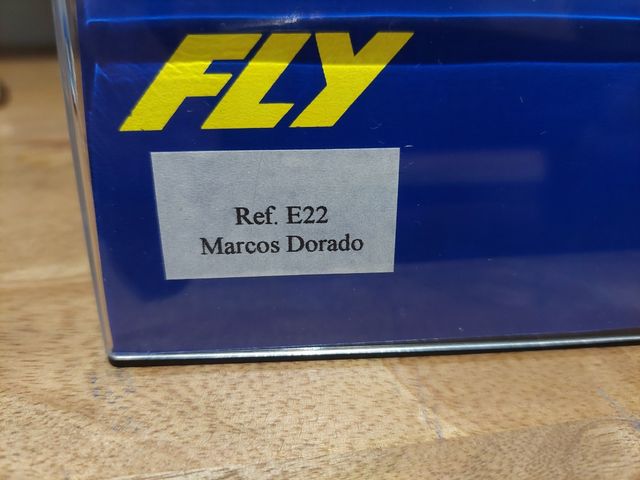 FLY
Ref. E22
Marcos Dorado